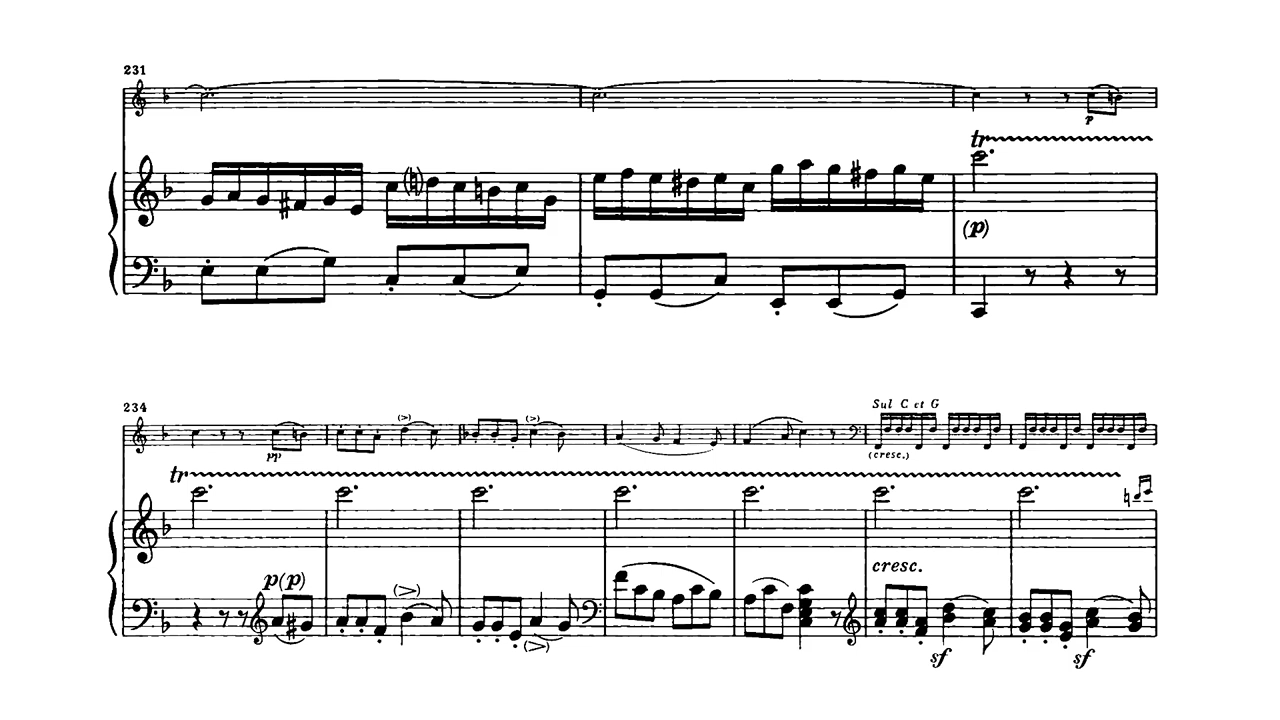 231
p
tr
(p)
234
(>) (>) Sul C et G
pp (cresc.)
tr
cresc.
p(p) (>)
(>) sf sf